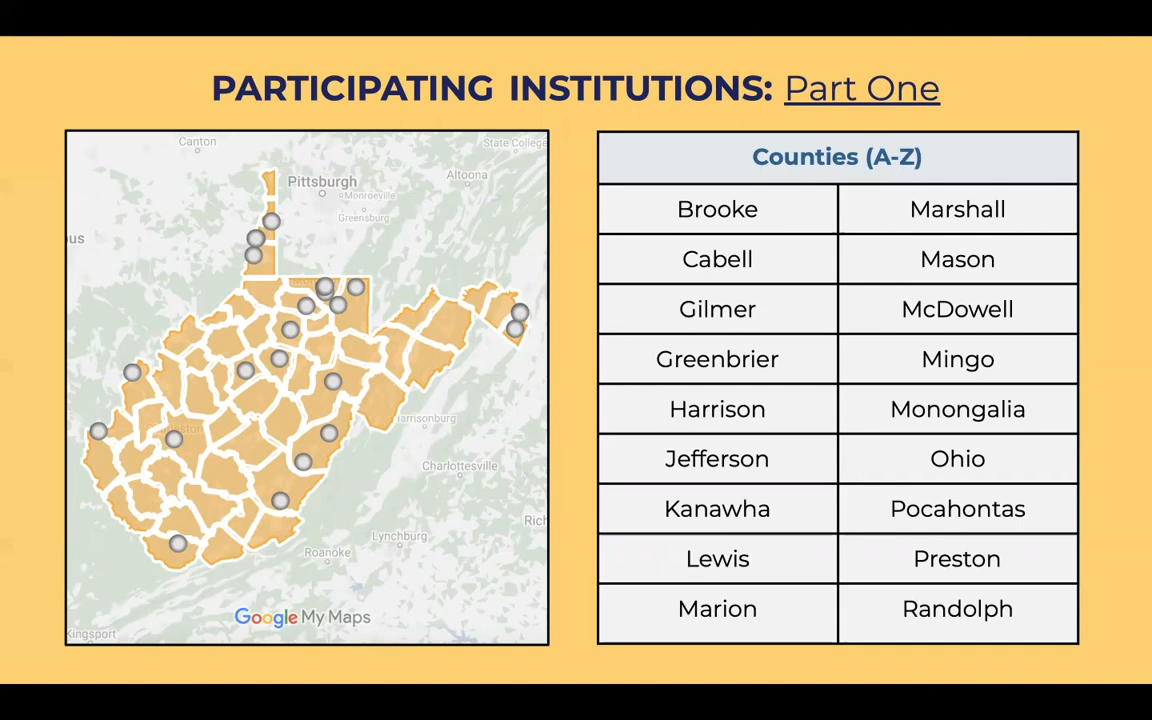 PARTICIPATING INSTITUTIONS: Part One
Canton
State College
Pittsburgh
Altoona
Monroeville
Greensburg
us
arrisonburg
Charlottesville
Rich
Lynchburg
Roanoke
Google My Maps
Kingsport
Counties (A-Z)
Brooke Marshall
Cabell Mason
Gilmer McDowell
Greenbrier Mingo
Harrison Monongalia
Jefferson Ohio
Kanawha Pocahontas
Lewis Preston
Marion Randolph